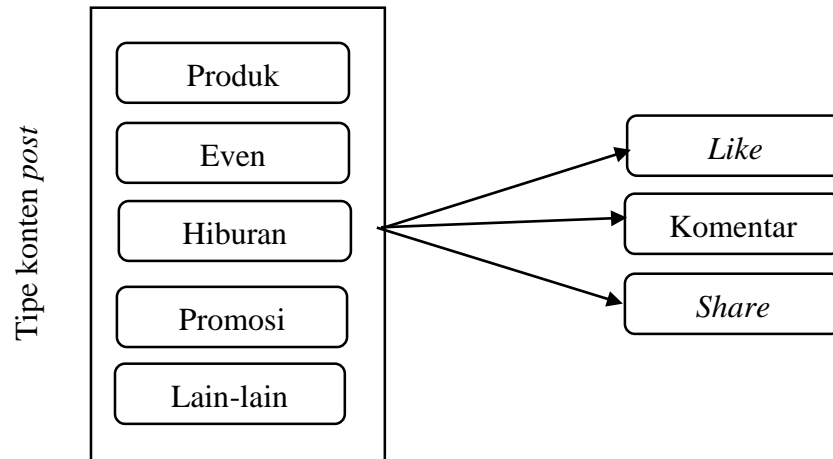 Tipe konten post
Produk
Even
Hiburan
Promosi
Lain-lain
Like
Komentar
Share